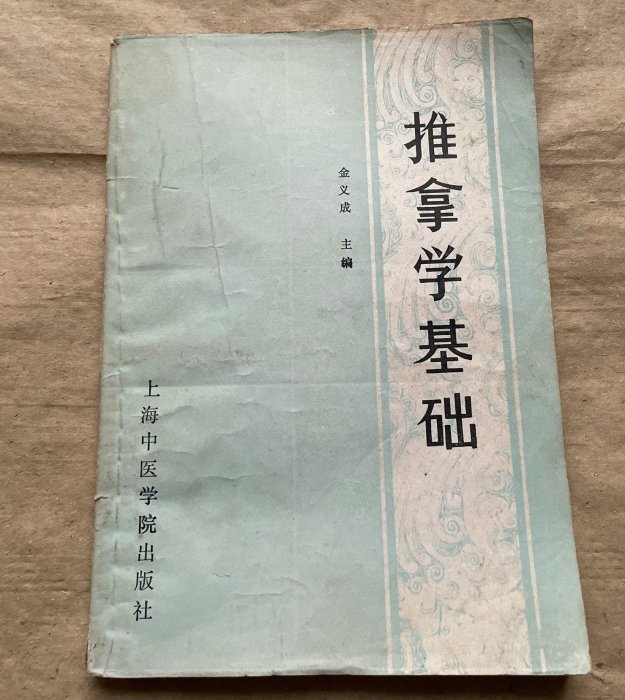 推拿学基础
金义成 主编
上海中医学院出版社